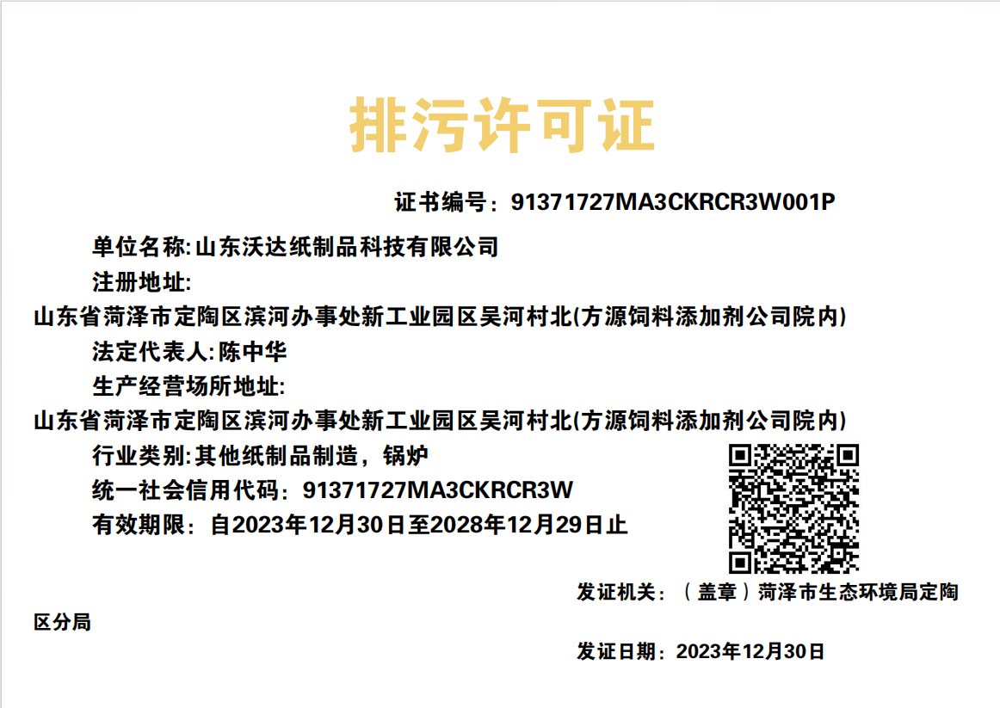 排污许可证
证书编号：91371727MA3CKRCR3W001P
单位名称:山东沃达纸制品科技有限公司
注册地址:
山东省菏泽市定陶区滨河办事处新工业园区吴河村北(方源饲料添加剂公司院内)
法定代表人:陈中华
生产经营场所地址:
山东省菏泽市定陶区滨河办事处新工业园区吴河村北(方源饲料添加剂公司院内)
行业类别:其他纸制品制造，锅炉
统一社会信用代码：91371727MA3CKRCR3W
有效期限：自2023年12月30日至2028年12月29日止
发证机关：（盖章）菏泽市生态环境局定陶
区分局
发证日期：2023年12月30日